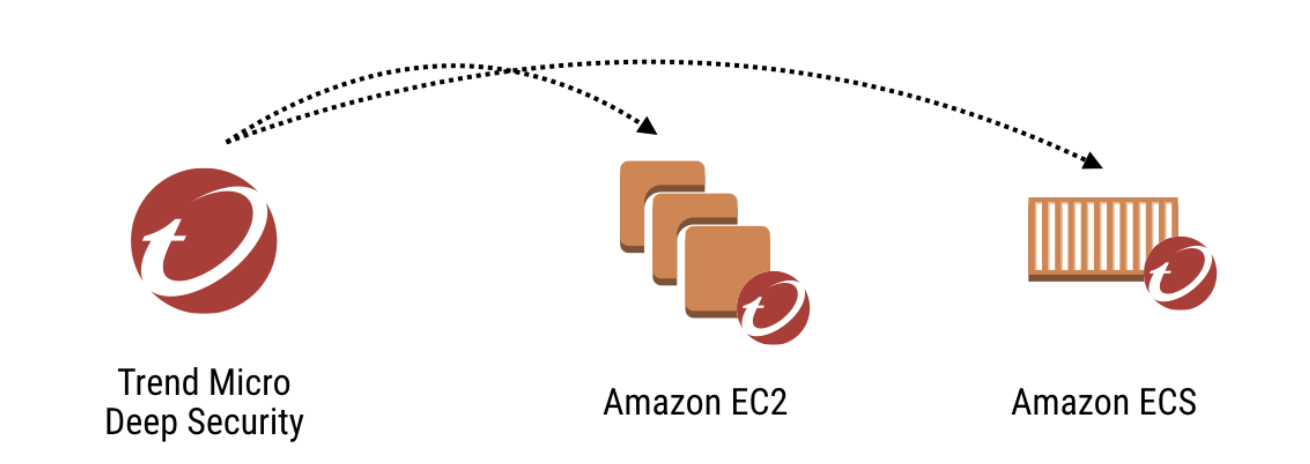 Trend Micro
Deep Security
Amazon EC2
Amazon ECS